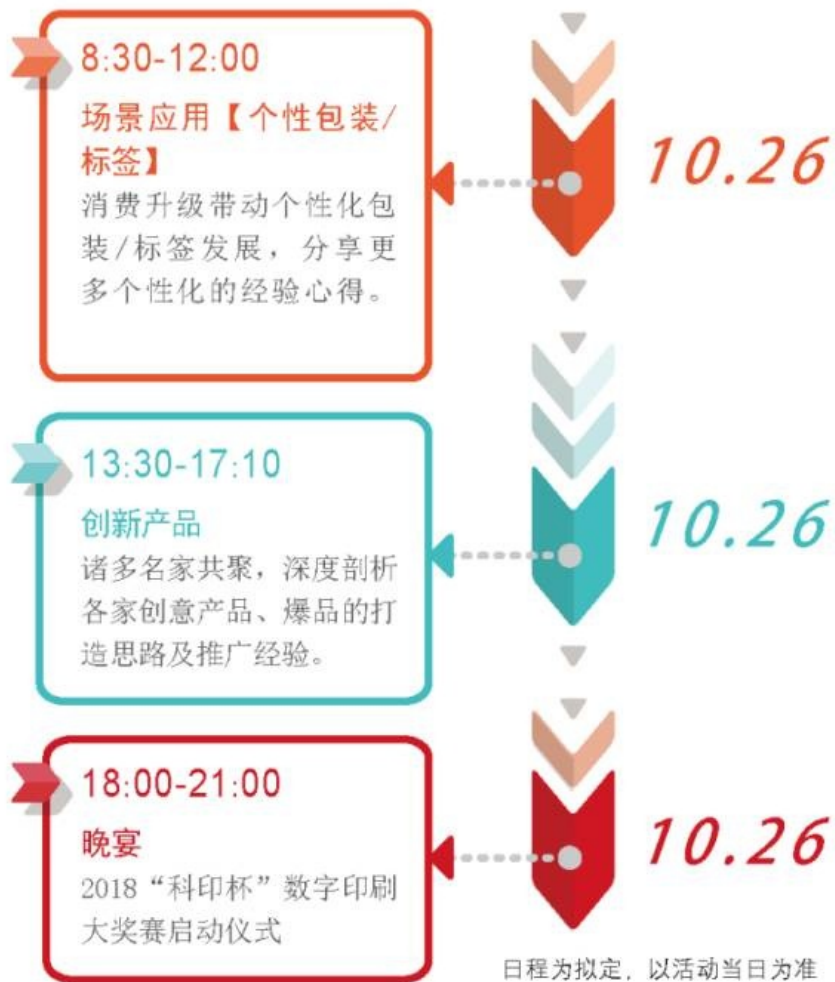 8:30-12:00
场景应用【个性包装/
标签】
消费升级带动个性化包
装/标签发展，分享更
多个性化的经验心得。
10.26
13:30-17:10
创新产品
诸多名家共聚，深度剖析
各家创意产品、爆品的打
造思路及推广经验。
10.26
18:00-21:00
晚宴
2018“科印杯”数字印刷
大奖赛启动仪式
10.26
日程为拟定，以活动当日为准